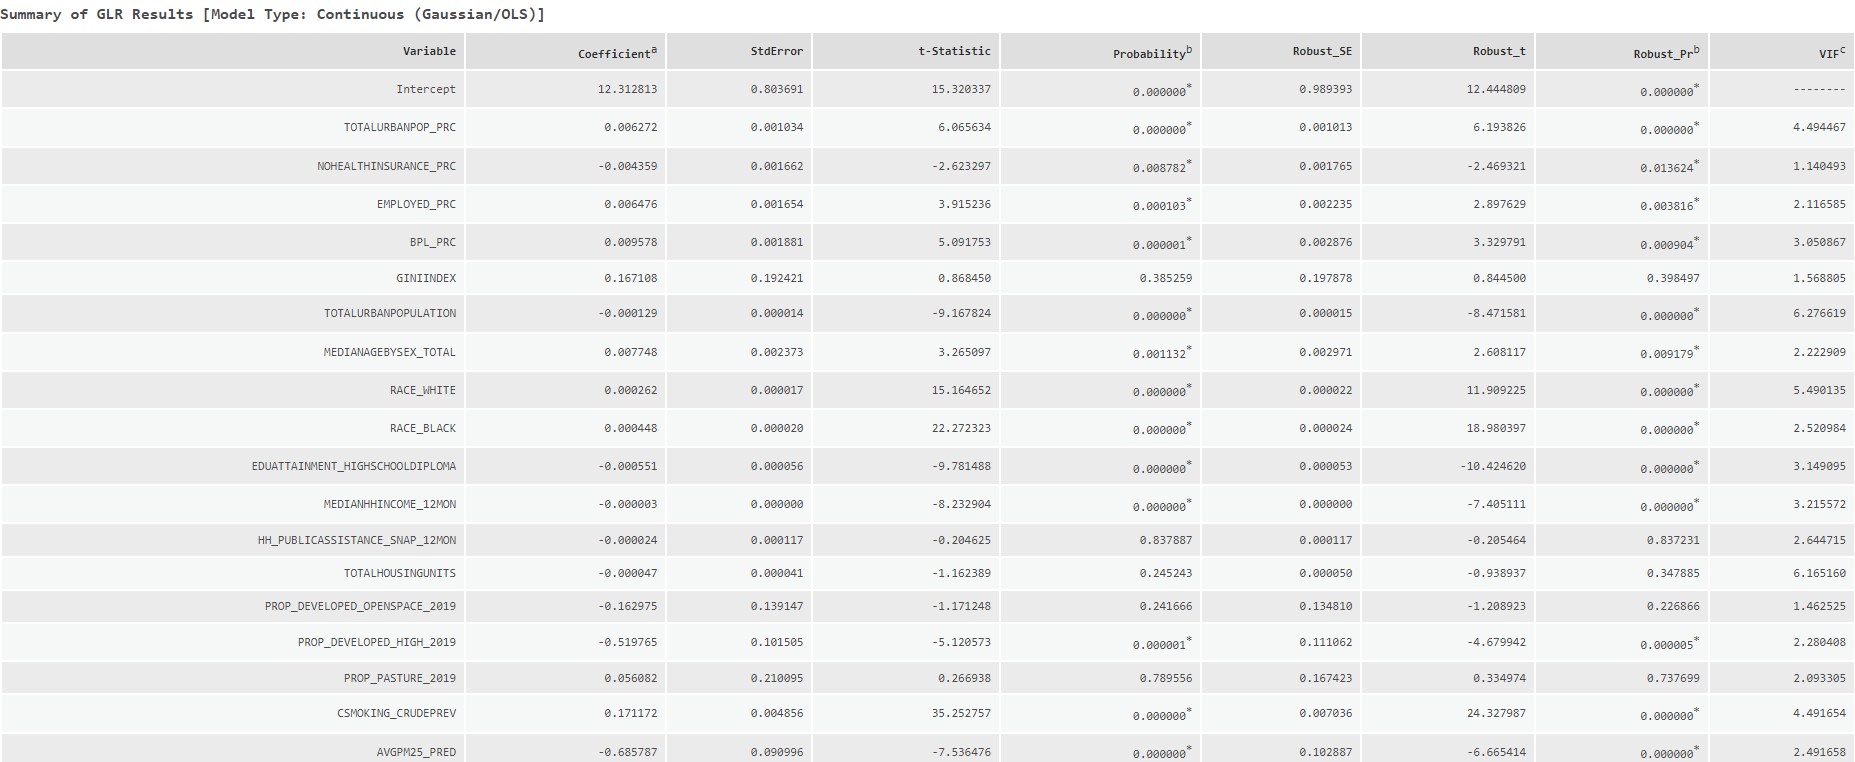 Summary of GLR Results [Model Type: Continuous (Gaussian/OLS)]
Variable Coefficientᵃ StdError t-Statistic Probabilityᵇ Robust_SE Robust_t Robust_Prᵇ VIFᶜ
Intercept 12.312813 0.803691 15.320337 0.000000* 0.989393 12.444809 0.000000* --------
TOTALURBANPOP_PRC 0.006272 0.001034 6.065634 0.000000* 0.001013 6.193826 0.000000* 4.494467
NOHEALTHINSURANCE_PRC -0.004359 0.001662 -2.623297 0.008782* 0.001765 -2.469321 0.013624* 1.140493
EMPLOYED_PRC 0.006476 0.001654 3.915236 0.000103* 0.002235 2.897629 0.003816* 2.116585
BPL_PRC 0.009578 0.001881 5.091753 0.000001* 0.002876 3.329791 0.000904* 3.050867
GINIINDEX 0.167108 0.192421 0.868450 0.385259 0.197878 0.844500 0.398497 1.568805
TOTALURBANPOPULATION -0.000129 0.000014 -9.167824 0.000000* 0.000015 -8.471581 0.000000* 6.276619
MEDIANAGEBYSEX_TOTAL 0.007748 0.002373 3.265097 0.001132* 0.002971 2.608117 0.009179* 2.222909
RACE_WHITE 0.000262 0.000017 15.164652 0.000000* 0.000022 11.909225 0.000000* 5.490135
RACE_BLACK 0.000448 0.000020 22.272323 0.000000* 0.000024 18.980397 0.000000* 2.520984
EDUATTAINMENT_HIGHSCHOOLDIPLOMA -0.000551 0.000056 -9.781488 0.000000* 0.000053 -10.424620 0.000000* 3.149095
MEDIANHHINCOME_12MON -0.000003 0.000000 -8.232904 0.000000* 0.000000 -7.405111 0.000000* 3.215572
HH_PUBLICASSISTANCE_SNAP_12MON -0.000024 0.000117 -0.204625 0.837887 0.000117 -0.205464 0.837231 2.644715
TOTALHOUSINGUNITS -0.000047 0.000041 -1.162389 0.245243 0.000050 -0.938937 0.347885 6.165160
PROP_DEVELOPED_OPENSPACE_2019 -0.162975 0.139147 -1.171248 0.241666 0.134810 -1.208923 0.226866 1.462525
PROP_DEVELOPED_HIGH_2019 -0.519765 0.101505 -5.120573 0.000001* 0.111062 -4.679942 0.000005* 2.280408
PROP_PASTURE_2019 0.056082 0.210095 0.266938 0.789556 0.167423 0.334974 0.737699 2.093305
CSMOKING_CRUDEPREV 0.171172 0.004856 35.252757 0.000000* 0.007036 24.327987 0.000000* 4.491654
AVGPM25_PRED -0.685787 0.090996 -7.536476 0.000000* 0.102887 -6.665414 0.000000* 2.491658